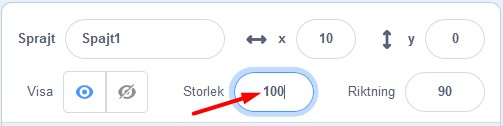 Sprajt Spajt1 x 10 y 0
Visa Storlek 100 Riktning 90